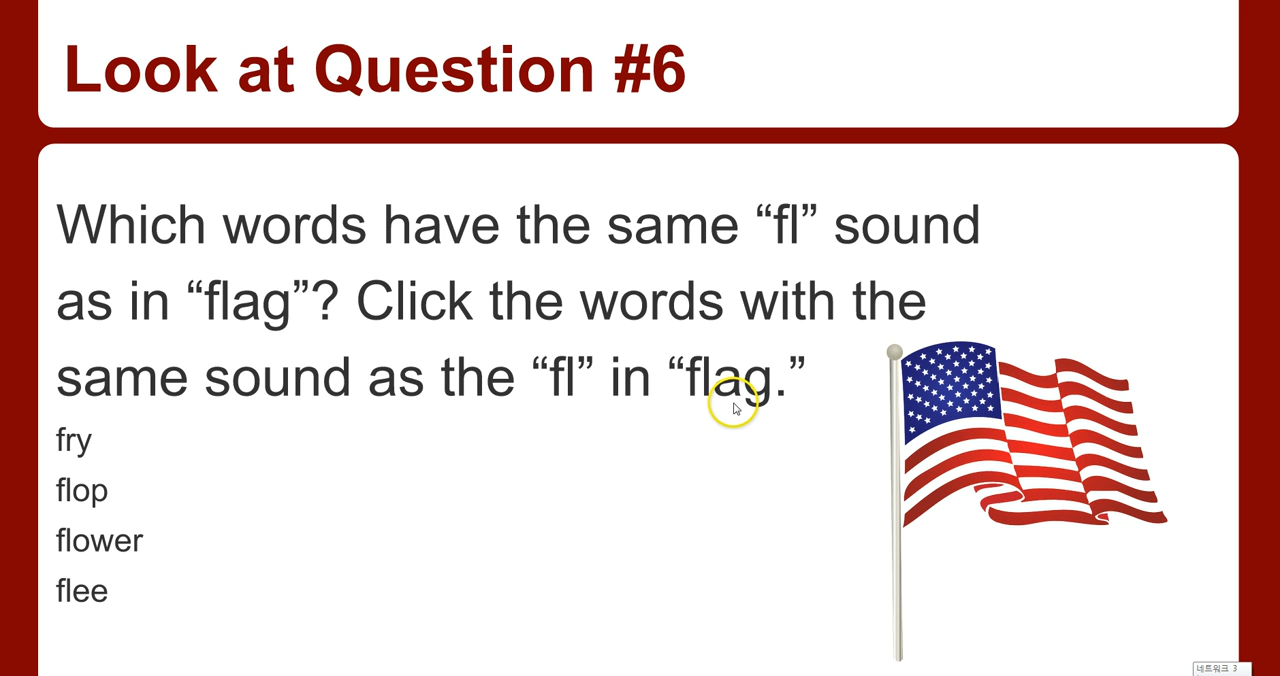 Look at Question #6
Which words have the same “fl” sound
as in “flag”? Click the words with the
same sound as the “fl” in “flag.”
fry
flop
flower
flee
네트워크 3